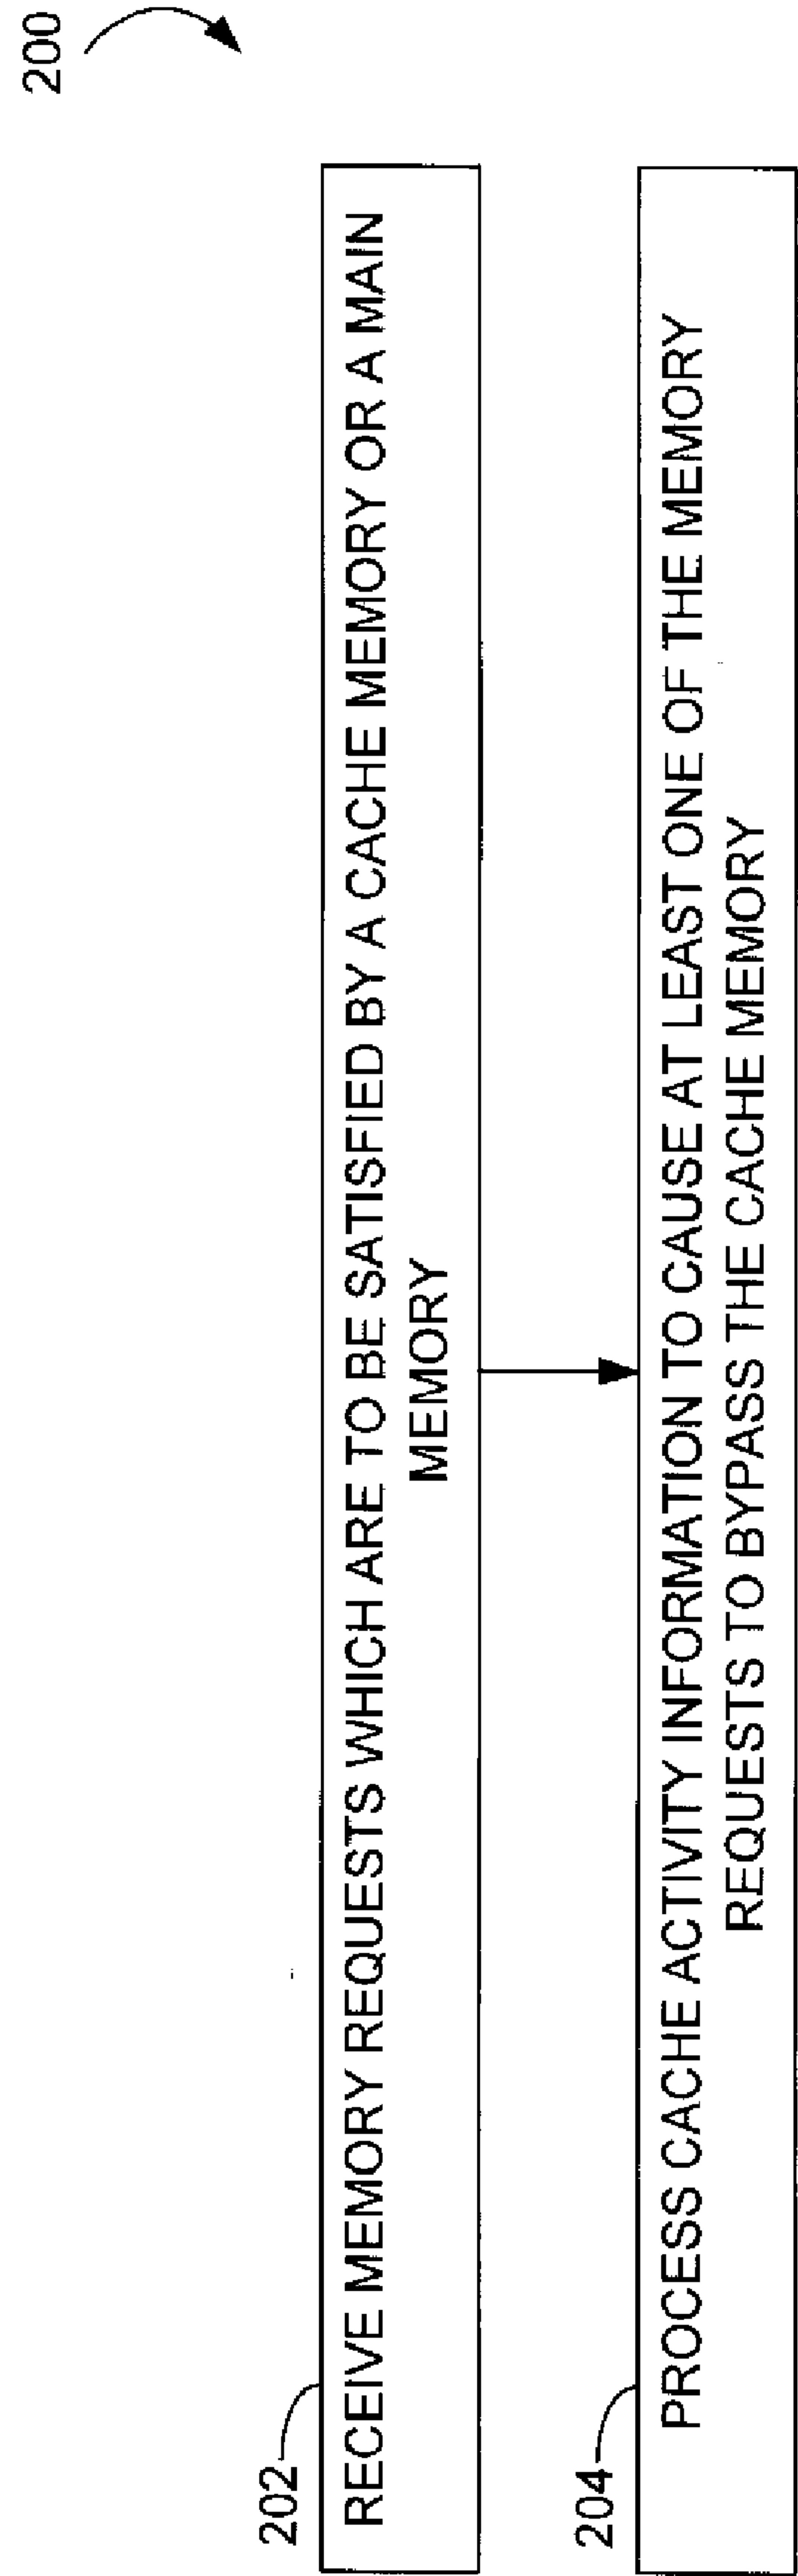 200
202
RECEIVE MEMORY REQUESTS WHICH ARE TO BE SATISFIED BY A CACHE MEMORY OR A MAIN
MEMORY
204
PROCESS CACHE ACTIVITY INFORMATION TO CAUSE AT LEAST ONE OF THE MEMORY
REQUESTS TO BYPASS THE CACHE MEMORY